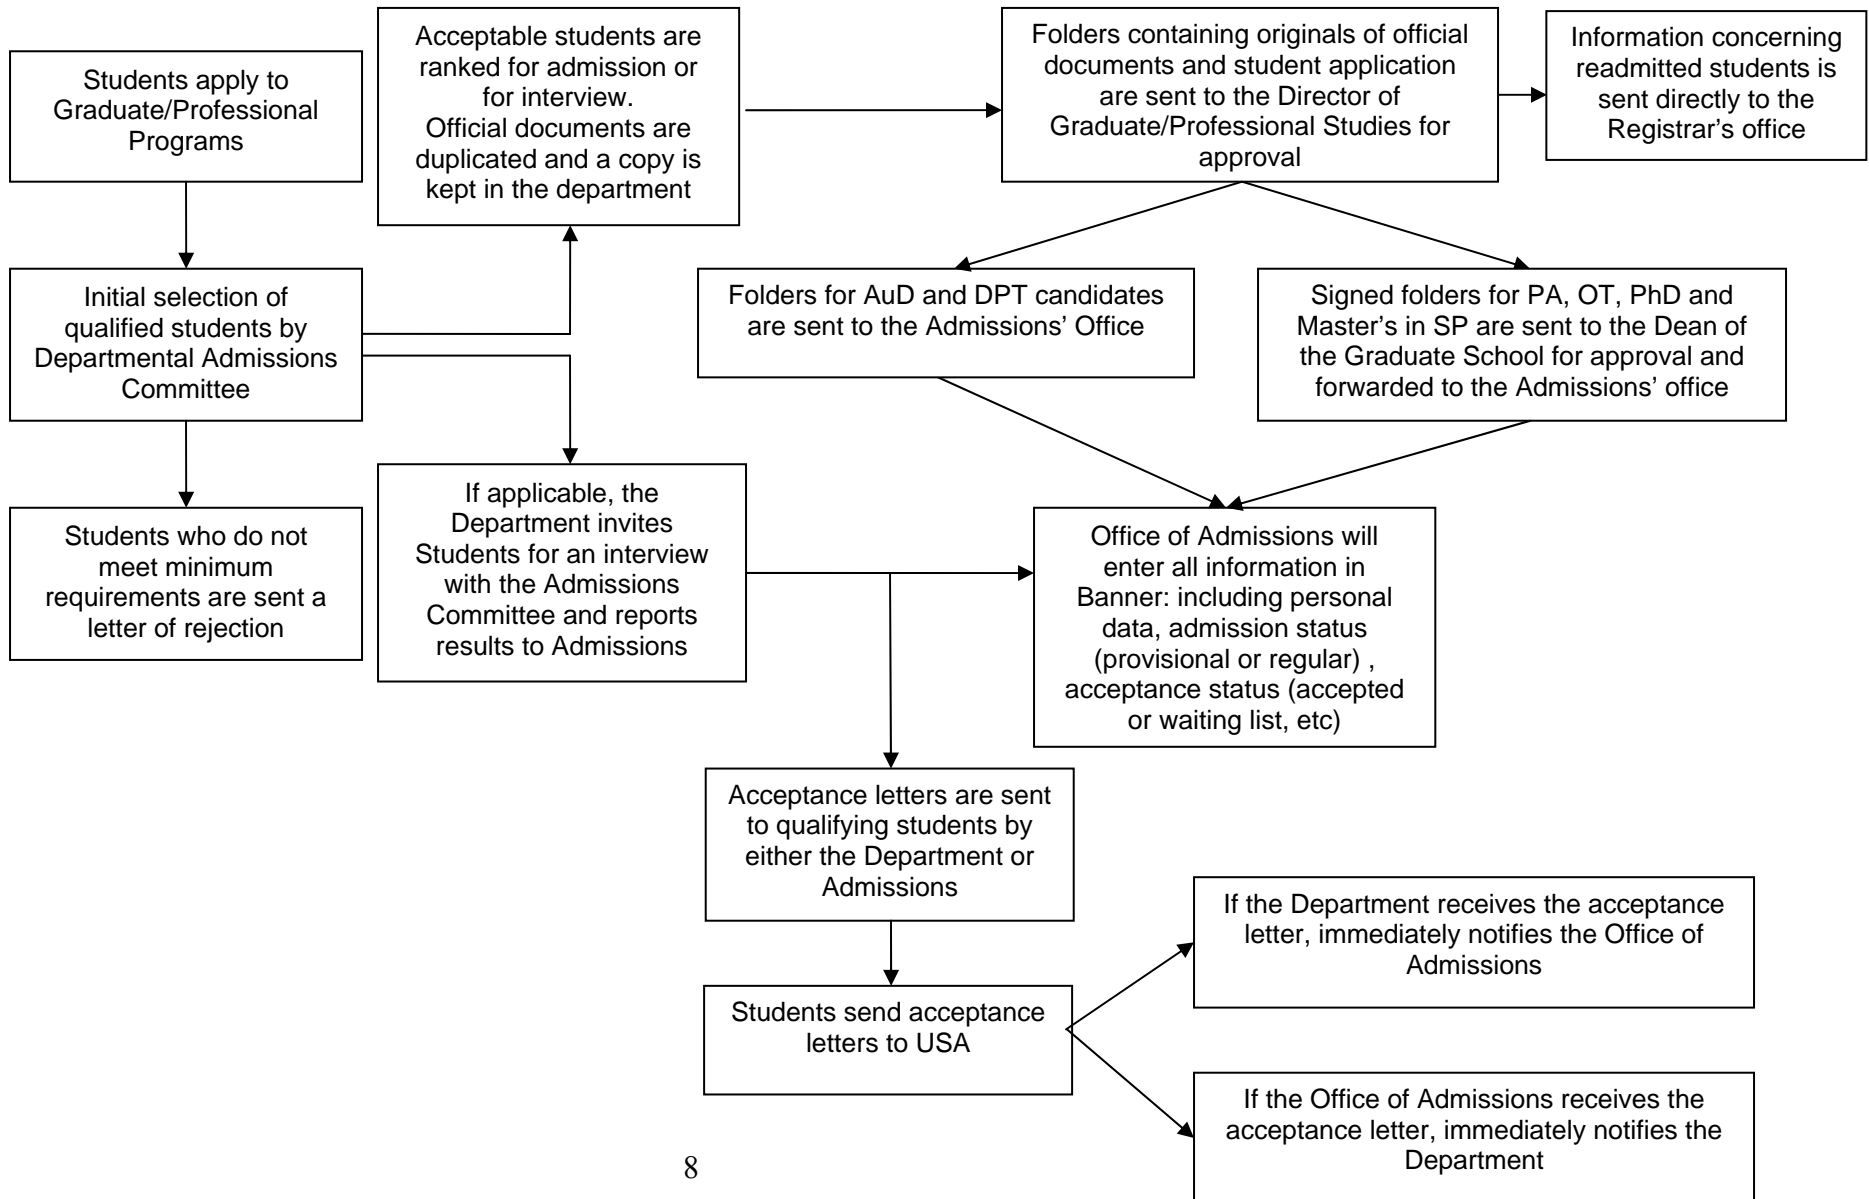 Students apply to
Graduate/Professional
Programs
Acceptable students are
ranked for admission or
for interview.
Official documents are
duplicated and a copy is
kept in the department
Folders containing originals of official
documents and student application
are sent to the Director of
Graduate/Professional Studies for
approval
Information concerning
readmitted students is
sent directly to the
Registrar’s office
Initial selection of
qualified students by
Departmental Admissions
Committee
Folders for AuD and DPT candidates
are sent to the Admissions’ Office
Signed folders for PA, OT, PhD and
Master’s in SP are sent to the Dean of
the Graduate School for approval and
forwarded to the Admissions’ office
Students who do not
meet minimum
requirements are sent a
letter of rejection
If applicable, the
Department invites
Students for an interview
with the Admissions
Committee and reports
results to Admissions
Office of Admissions will
enter all information in
Banner: including personal
data, admission status
(provisional or regular) ,
acceptance status (accepted
or waiting list, etc)
Acceptance letters are sent
to qualifying students by
either the Department or
Admissions
Students send acceptance
letters to USA
If the Department receives the acceptance
letter, immediately notifies the Office of
Admissions
If the Office of Admissions receives the
acceptance letter, immediately notifies the
Department
8